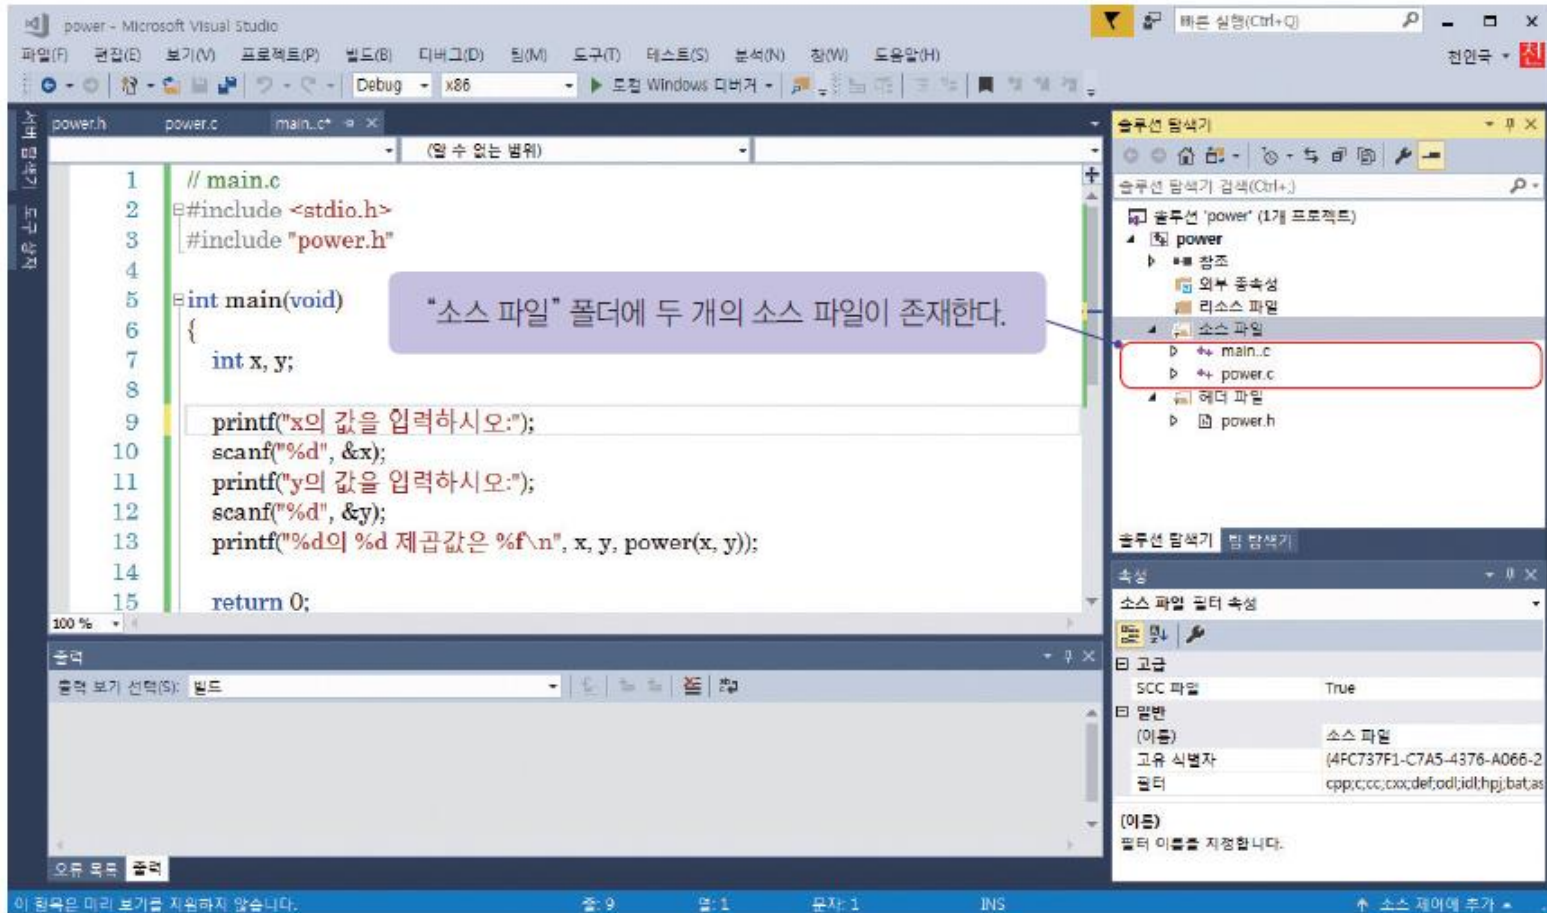 power - Microsoft Visual Studio
빠른 실행(Ctrl+Q)
파일(F) 편집(E) 보기(V) 프로젝트(P) 빌드(B) 디버그(D) 팀(M) 도구(T) 테스트(S) 분석(N) 창(W) 도움말(H)
천인국 천
Debug x86 로컬 Windows 디버거
서버 탐색기
도구 상자
power.h power.c main..c*
(알 수 없는 범위)
1 // main.c
2 #include <stdio.h>
3 #include "power.h"
4
5 int main(void)
6 {
7 int x, y;
8
9 printf("x의 값을 입력하시오:");
10 scanf("%d", &x);
11 printf("y의 값을 입력하시오:");
12 scanf("%d", &y);
13 printf("%d의 %d 제곱값은 %f\n", x, y, power(x, y));
14
15 return 0;
100 %
“소스 파일” 폴더에 두 개의 소스 파일이 존재한다.
출력
출력 보기 선택(S): 빌드
오류 목록 출력
솔루션 탐색기
솔루션 탐색기 검색(Ctrl+;)
솔루션 'power' (1개 프로젝트)
power
참조
외부 종속성
리소스 파일
소스 파일
main..c
power.c
헤더 파일
power.h
솔루션 탐색기 팀 탐색기
속성
소스 파일 필터 속성
고급
SCC 파일 True
일반
(이름) 소스 파일
고유 식별자 {4FC737F1-C7A5-4376-A066-2
필터 cpp;c;cc;cxx;def;odl;idl;hpj;bat;as
(이름)
필터 이름을 지정합니다.
이 항목은 미리 보기를 지원하지 않습니다. 줄: 9 열: 1 문자: 1 INS 소스 제어에 추가